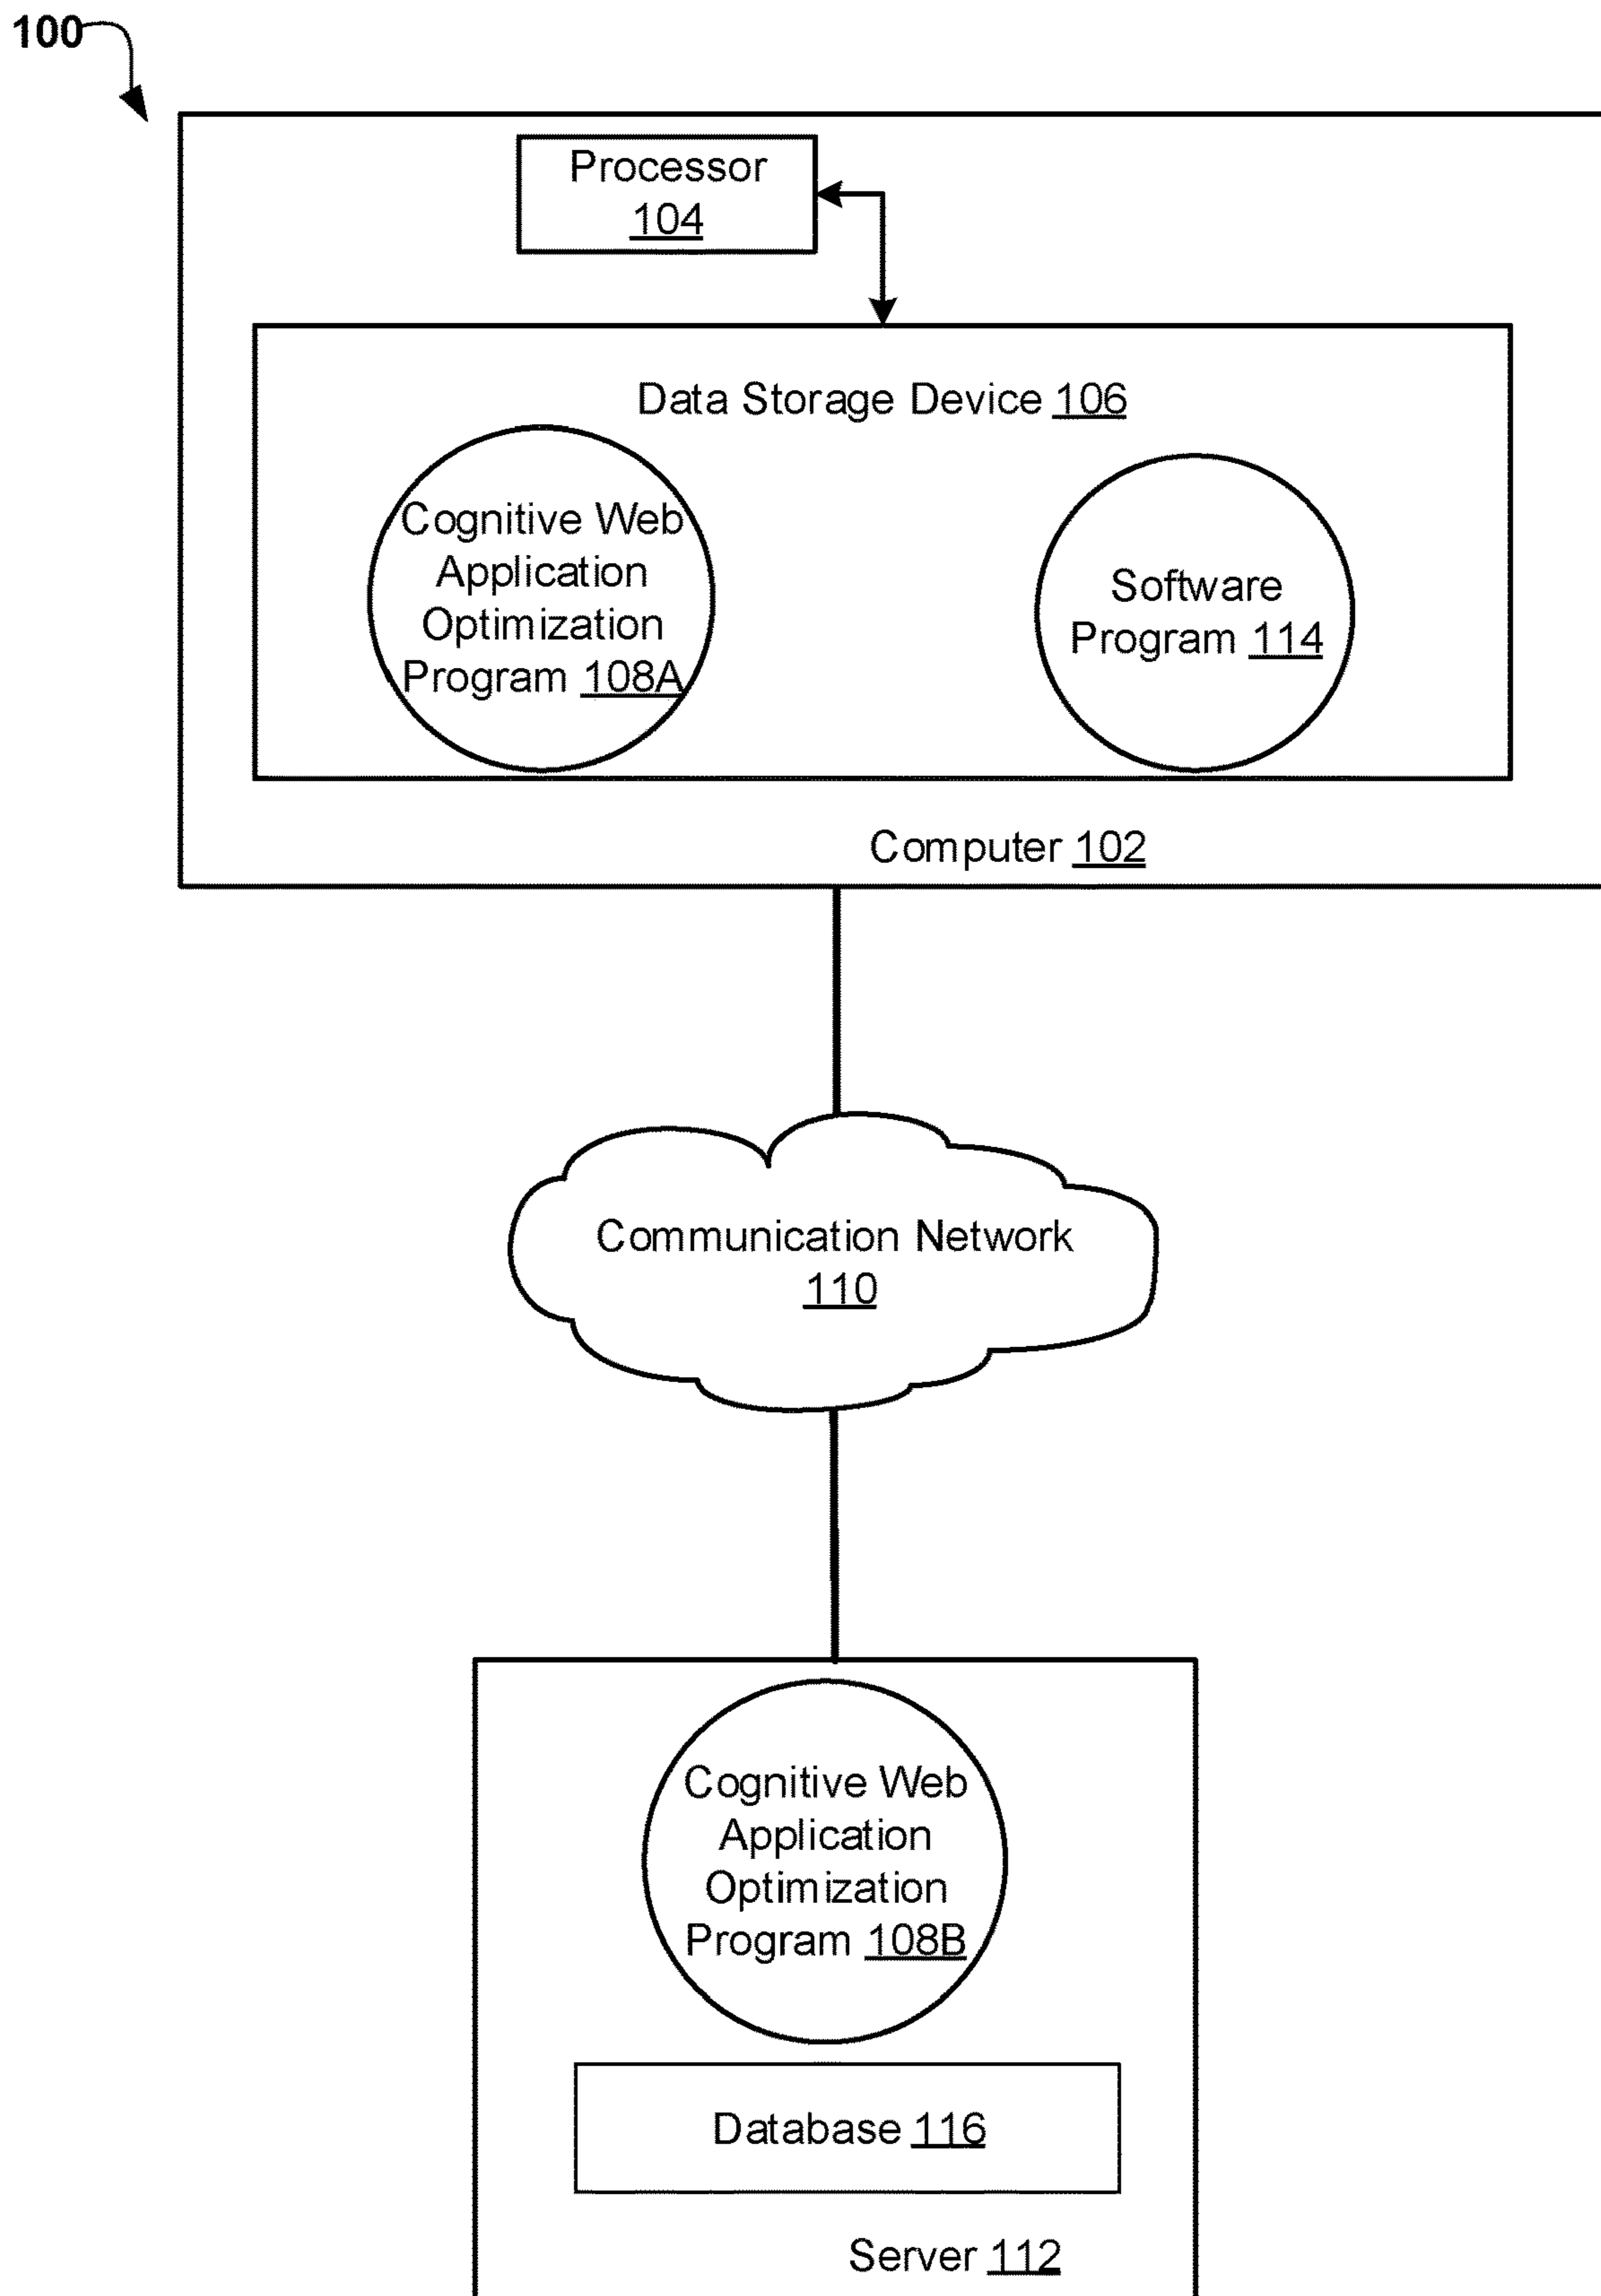 100
Processor
104
Data Storage Device 106
Cognitive Web
Application
Optimization
Program 108A
Software
Program 114
Computer 102
Communication Network
110
Cognitive Web
Application
Optimization
Program 108B
Database 116
Server 112